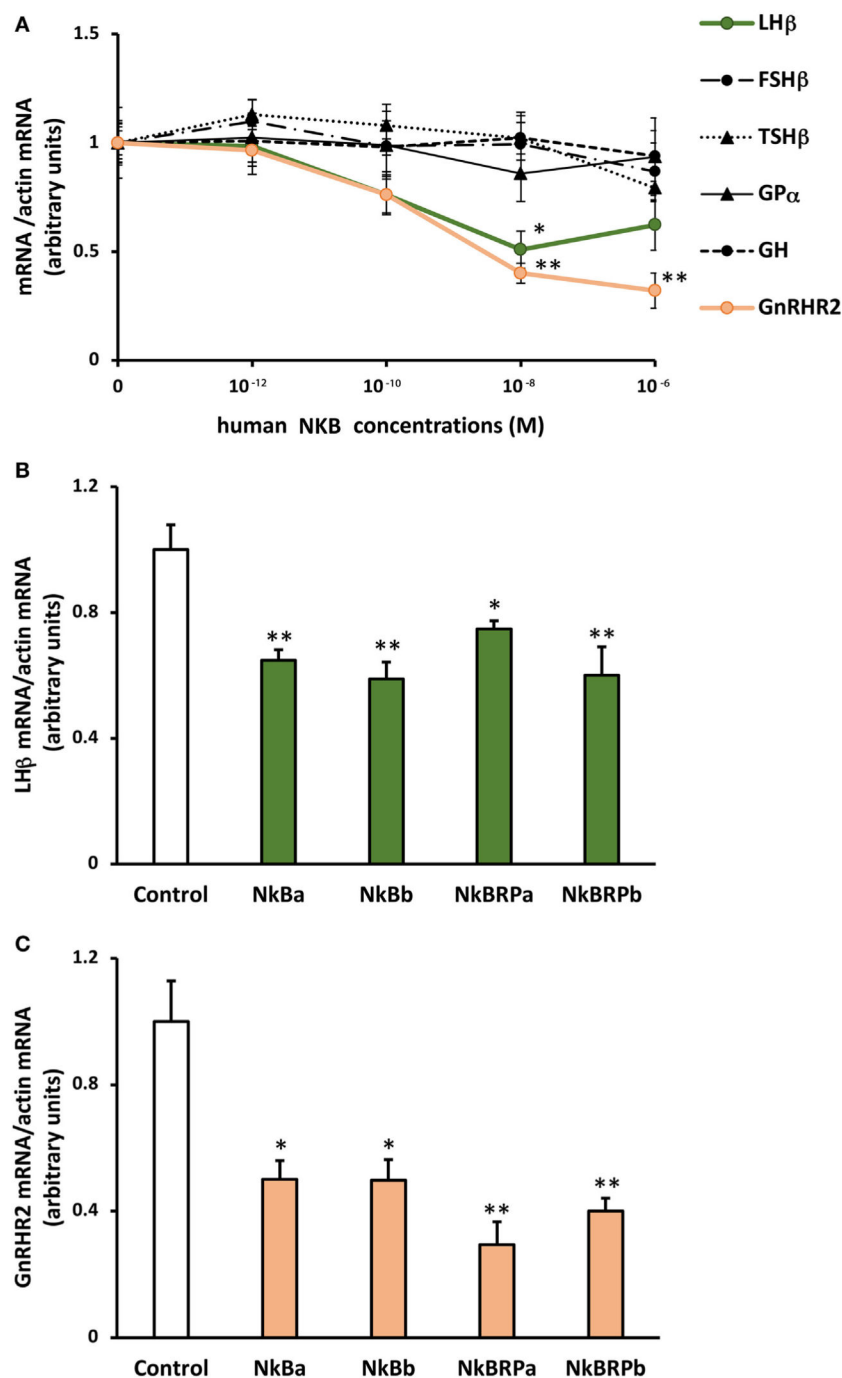 A
1.5
1
0.5
0
mRNA /actin mRNA
(arbitrary units)
*
**
**
0 10⁻¹² 10⁻¹⁰ 10⁻⁸ 10⁻⁶
human NKB concentrations (M)
LHβ
FSHβ
TSHβ
GPα
GH
GnRHR2
B
1.2
0.8
0.4
0
LHβ mRNA/actin mRNA
(arbitrary units)
** ** * **
Control NkBa NkBb NkBRPa NkBRPb
C
1.2
0.8
0.4
0
GnRHR2 mRNA/actin mRNA
(arbitrary units)
* * ** **
Control NkBa NkBb NkBRPa NkBRPb